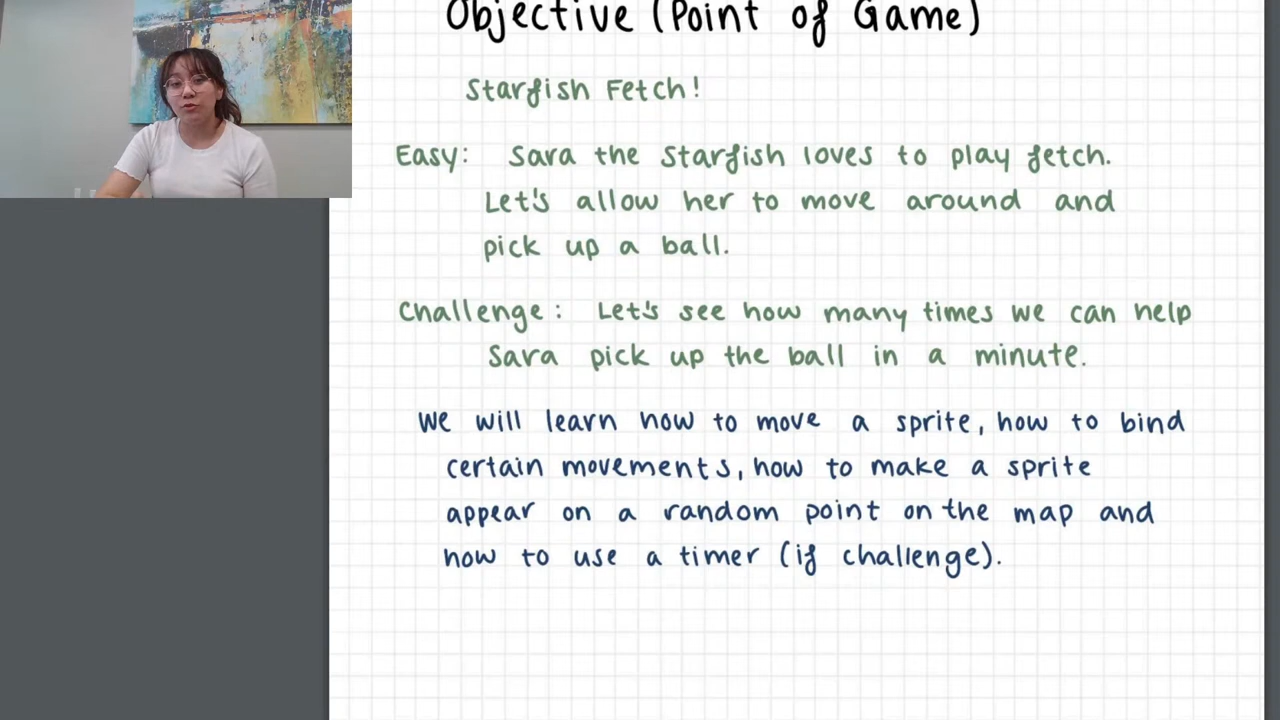 Objective (Point of Game)
Starfish Fetch!
Easy: Sara the Starfish loves to play fetch.
Let's allow her to move around and
pick up a ball.
Challenge: Let's see how many times we can help
Sara pick up the ball in a minute.
We will learn how to move a sprite, how to bind
certain movements, how to make a sprite
appear on a random point on the map and
how to use a timer (if challenge).